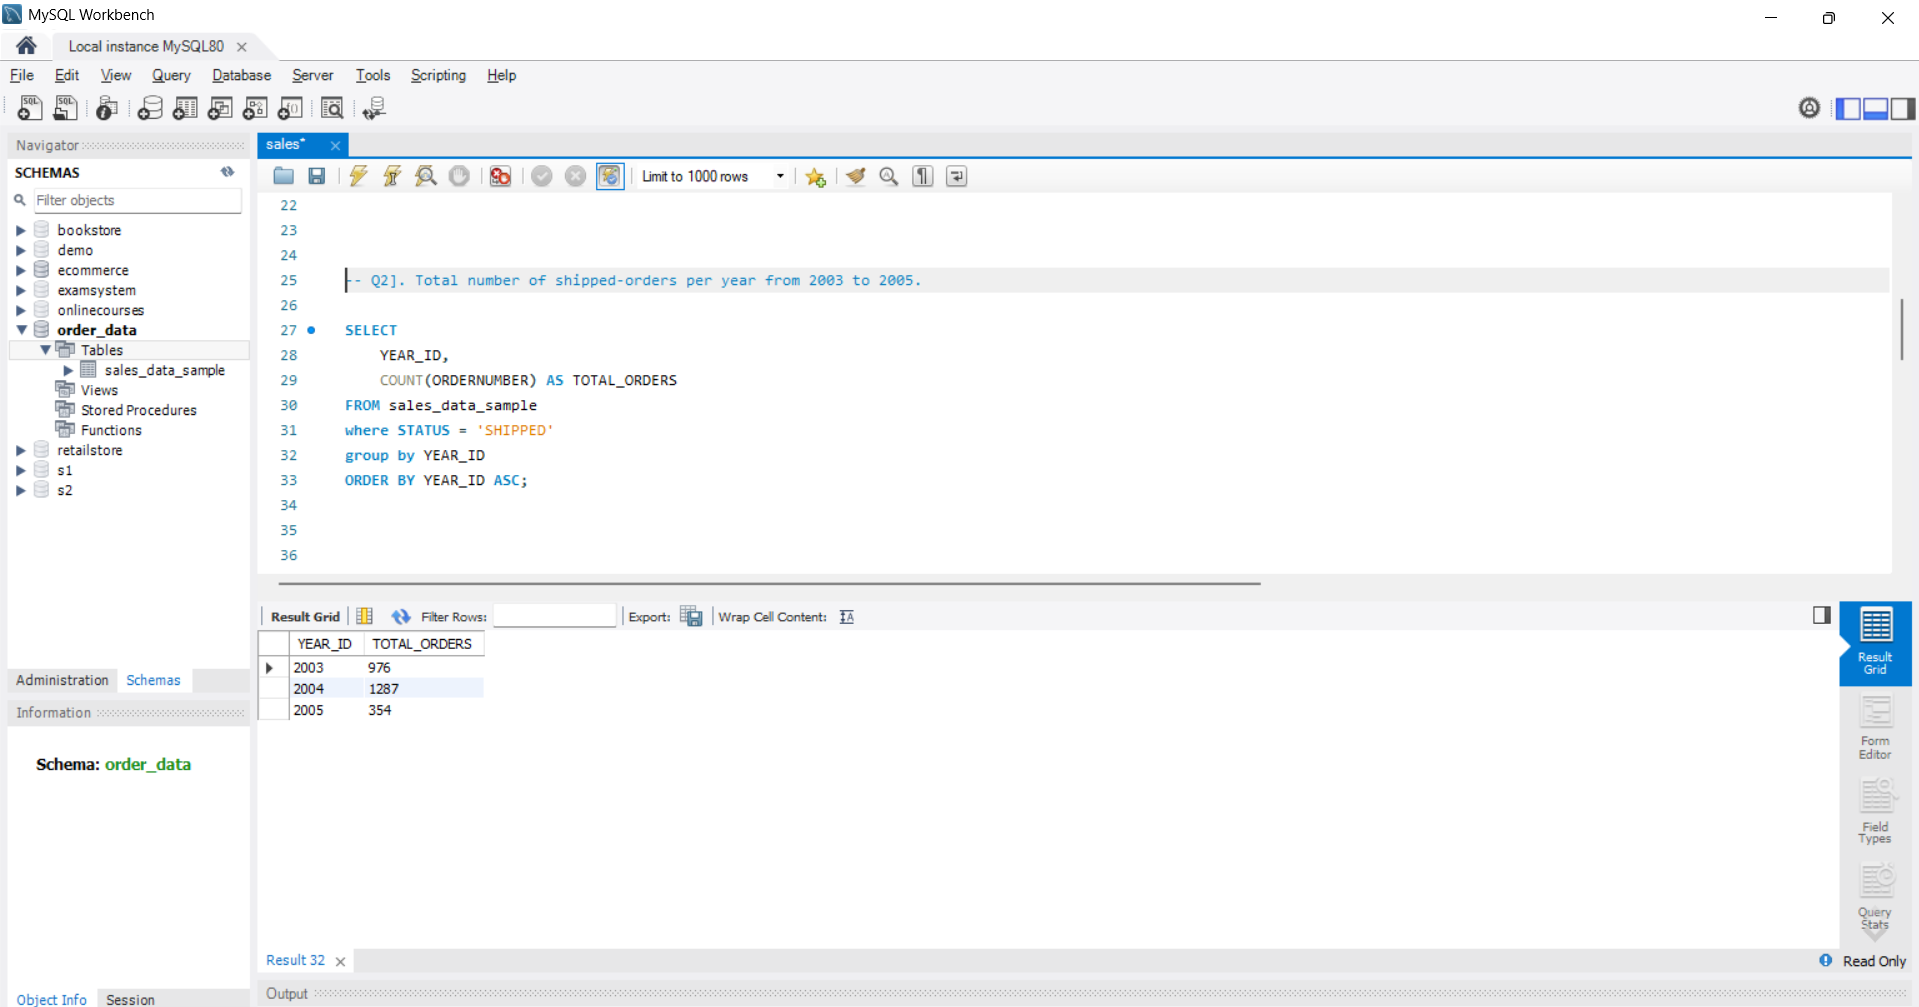 MySQL Workbench
Local instance MySQL80
File Edit View Query Database Server Tools Scripting Help
Navigator
SCHEMAS
Filter objects
bookstore
demo
ecommerce
examsystem
onlinecourses
order_data
Tables
sales_data_sample
Views
Stored Procedures
Functions
retailstore
s1
s2
Administration Schemas
Information
Schema: order_data
Object Info Session
sales*
Limit to 1000 rows
22
23
24
25 -- Q2]. Total number of shipped-orders per year from 2003 to 2005.
26
27 SELECT
28 YEAR_ID,
29 COUNT(ORDERNUMBER) AS TOTAL_ORDERS
30 FROM sales_data_sample
31 where STATUS = 'SHIPPED'
32 group by YEAR_ID
33 ORDER BY YEAR_ID ASC;
34
35
36
Result Grid Filter Rows: Export: Wrap Cell Content:
YEAR_ID TOTAL_ORDERS
2003 976
2004 1287
2005 354
Result
Grid
Form
Editor
Field
Types
Query
Stats
Result 32
Read Only
Output